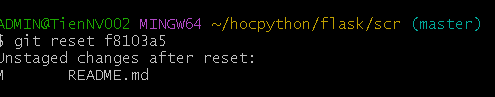 ADMIN@TienNV002 MINGW64 ~/hocpython/flask/scr (master)
$ git reset f8103a5
Unstaged changes after reset:
M       README.md